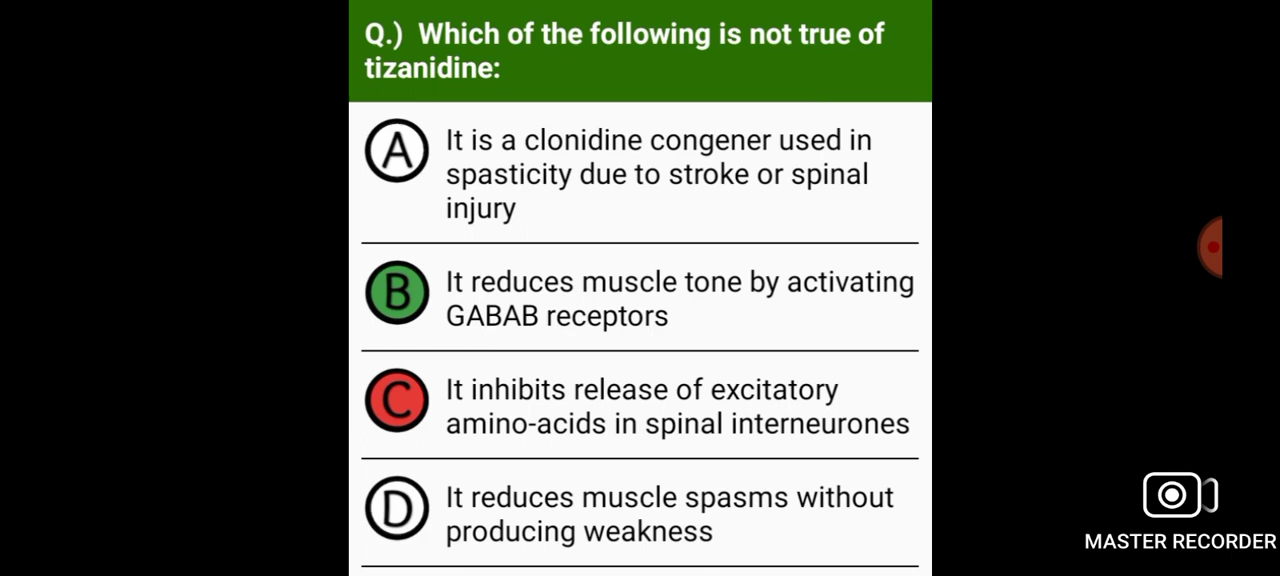 Q.) Which of the following is not true of
tizanidine:
A
It is a clonidine congener used in
spasticity due to stroke or spinal
injury
B
It reduces muscle tone by activating
GABAB receptors
C
It inhibits release of excitatory
amino-acids in spinal interneurones
D
It reduces muscle spasms without
producing weakness
MASTER RECORDER